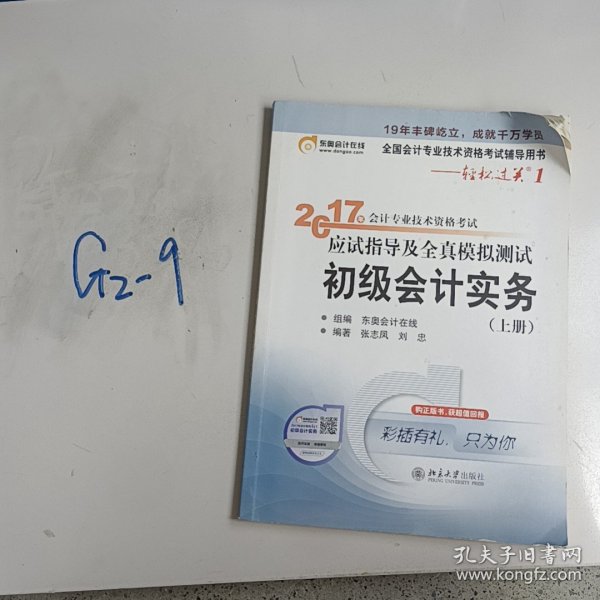 G2-9
19年丰碑屹立，成就千万学员
东奥会计在线
www.dongao.com
全国会计专业技术资格考试辅导用书
——轻松过关®1
2017年会计专业技术资格考试
应试指导及全真模拟测试
初级会计实务
（上册）
● 组编 东奥会计在线
● 编著 张志凤 刘 忠
购正版书，获超值回报
彩插有礼，只为你
初级会计实务
北京大学出版社
孔夫子旧书网
www.kongfz.com